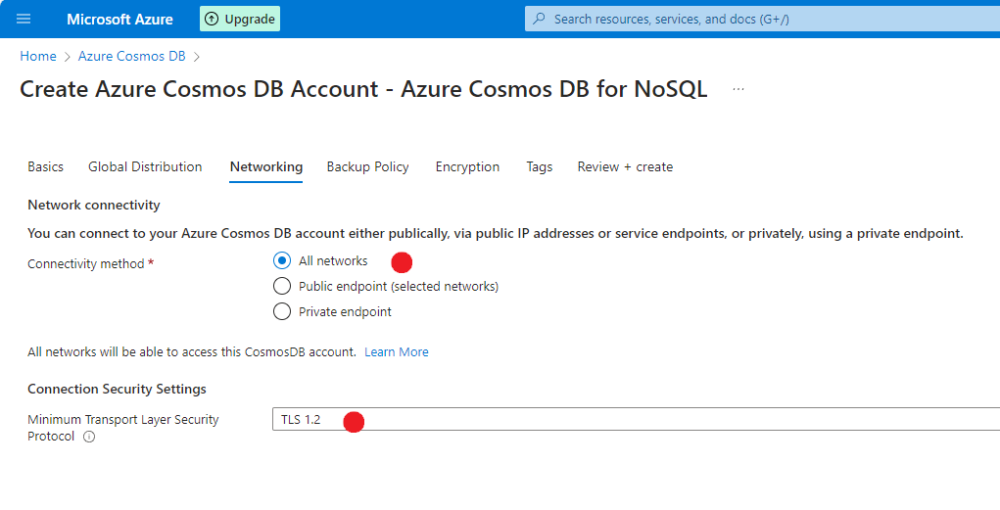 Microsoft Azure
Upgrade
Search resources, services, and docs (G+/)
Home > Azure Cosmos DB >
Create Azure Cosmos DB Account - Azure Cosmos DB for NoSQL ...
Basics Global Distribution Networking Backup Policy Encryption Tags Review + create
Network connectivity
You can connect to your Azure Cosmos DB account either publically, via public IP addresses or service endpoints, or privately, using a private endpoint.
Connectivity method *
All networks
Public endpoint (selected networks)
Private endpoint
All networks will be able to access this CosmosDB account. Learn More
Connection Security Settings
Minimum Transport Layer Security
Protocol
TLS 1.2